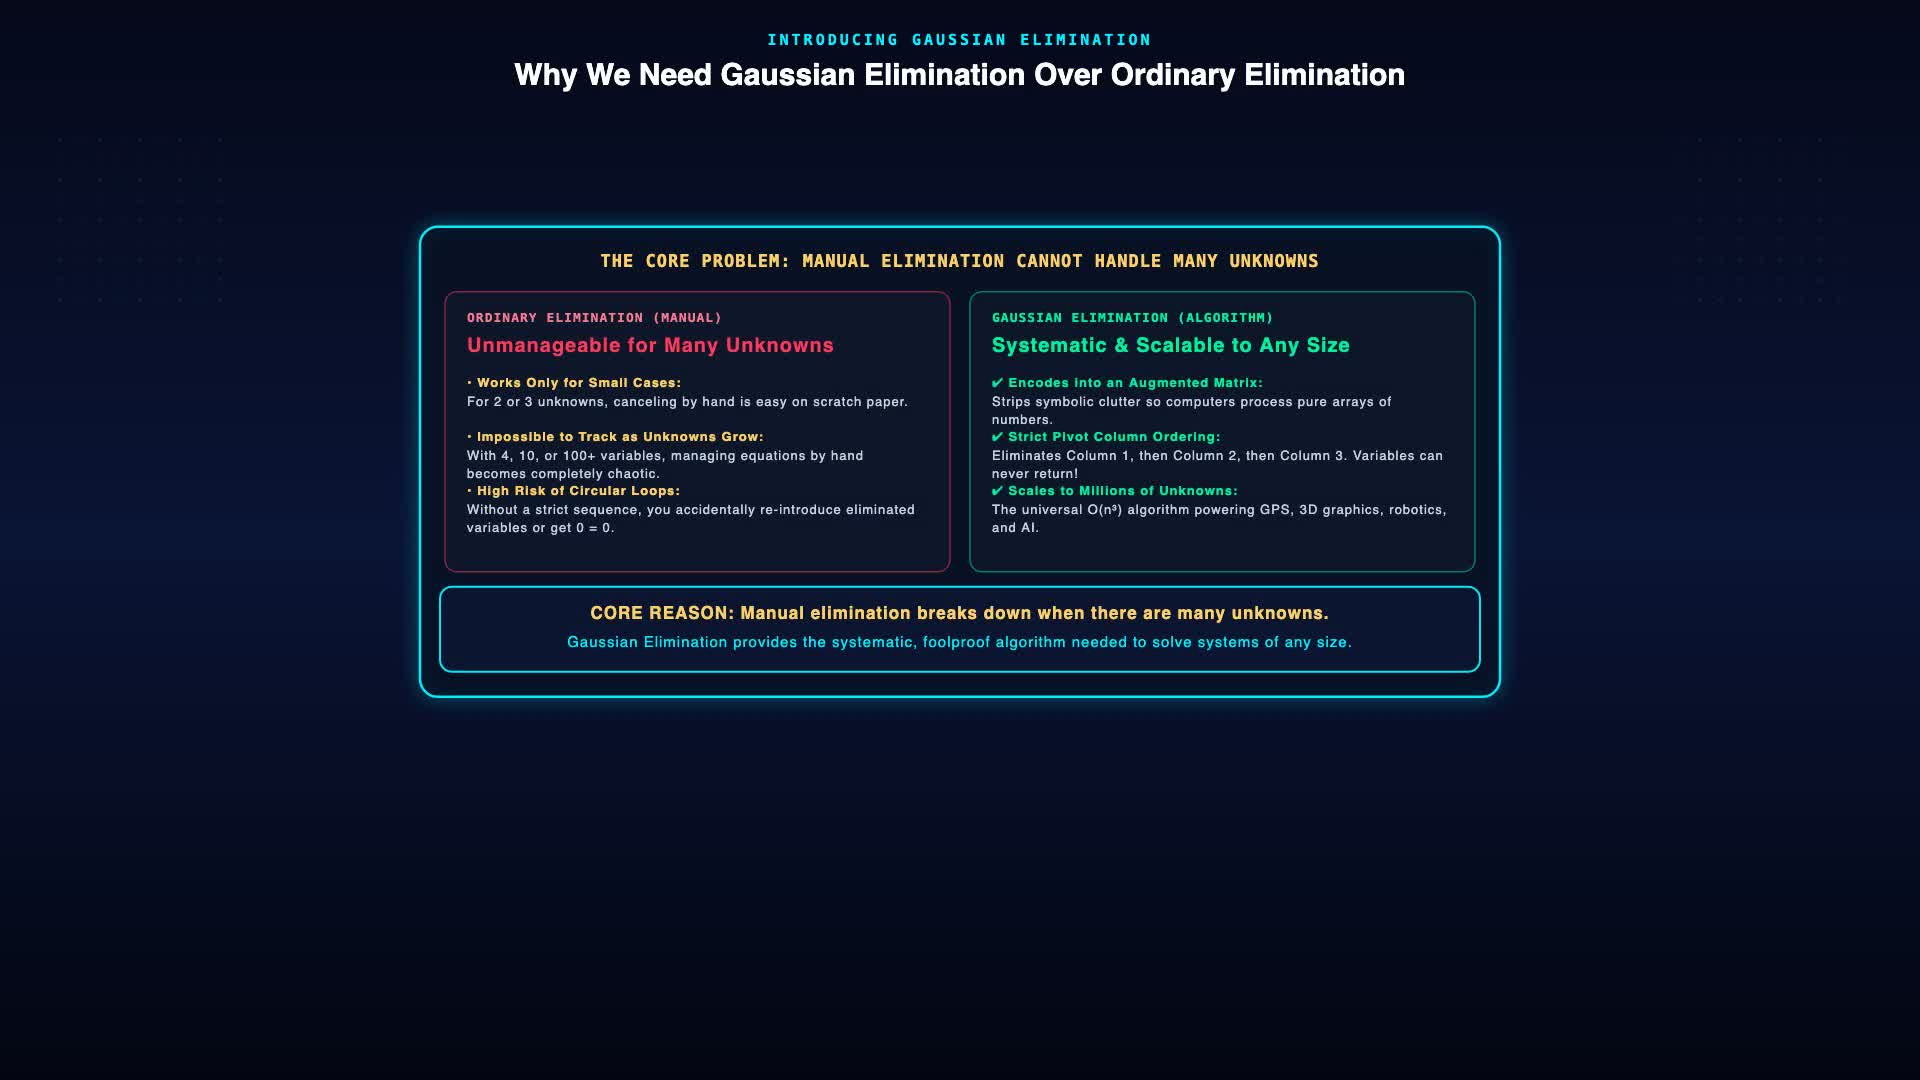 INTRODUCING GAUSSIAN ELIMINATION
Why We Need Gaussian Elimination Over Ordinary Elimination
THE CORE PROBLEM: MANUAL ELIMINATION CANNOT HANDLE MANY UNKNOWNS
ORDINARY ELIMINATION (MANUAL)
Unmanageable for Many Unknowns
• Works Only for Small Cases:
For 2 or 3 unknowns, canceling by hand is easy on scratch paper.
• Impossible to Track as Unknowns Grow:
With 4, 10, or 100+ variables, managing equations by hand
becomes completely chaotic.
• High Risk of Circular Loops:
Without a strict sequence, you accidentally re-introduce eliminated
variables or get 0 = 0.
GAUSSIAN ELIMINATION (ALGORITHM)
Systematic & Scalable to Any Size
✔ Encodes into an Augmented Matrix:
Strips symbolic clutter so computers process pure arrays of
numbers.
✔ Strict Pivot Column Ordering:
Eliminates Column 1, then Column 2, then Column 3. Variables can
never return!
✔ Scales to Millions of Unknowns:
The universal O(n³) algorithm powering GPS, 3D graphics, robotics,
and AI.
CORE REASON: Manual elimination breaks down when there are many unknowns.
Gaussian Elimination provides the systematic, foolproof algorithm needed to solve systems of any size.